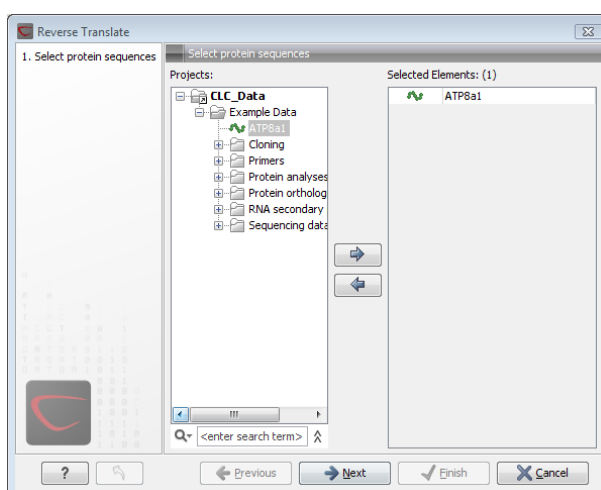 Reverse Translate
1. Select protein sequences
Select protein sequences
Projects:
CLC_Data
Example Data
ATP8a1
Cloning
Primers
Protein analyses
Protein ortholog
RNA secondary
Sequencing data
<enter search term>
Selected Elements: (1)
ATP8a1
?
Previous
Next
Finish
Cancel